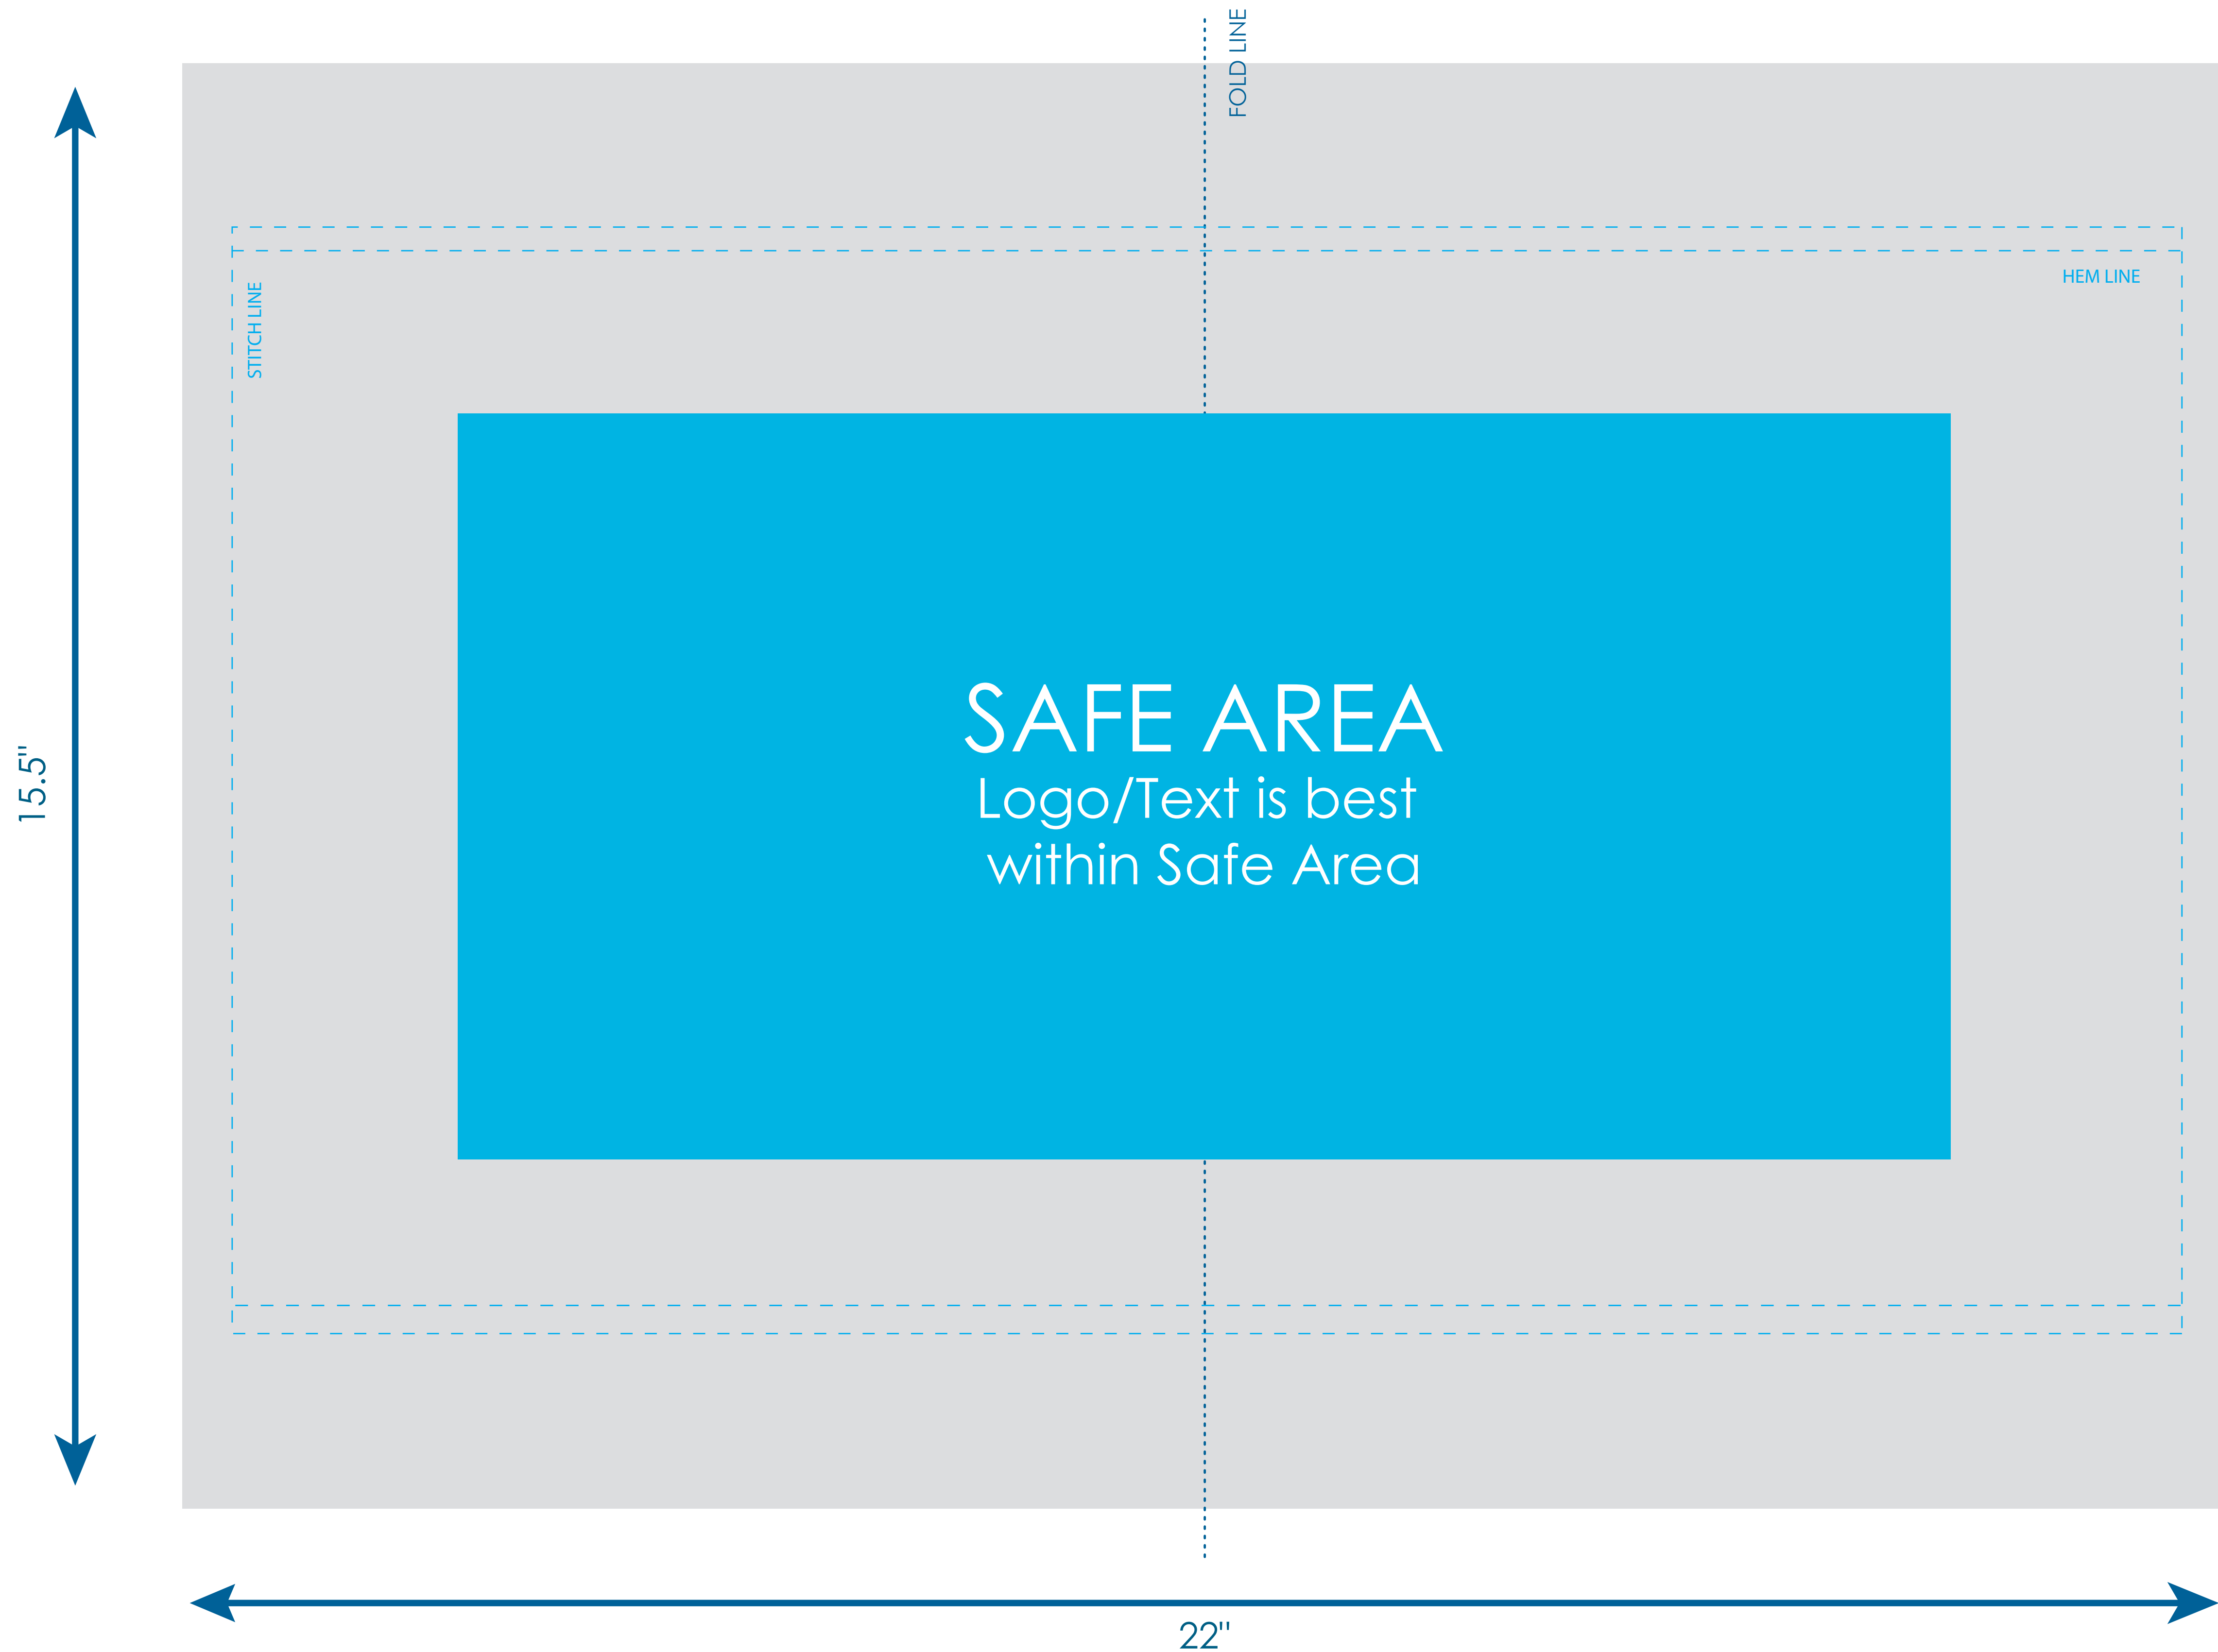 FOLD LINE
HEM LINE
STITCH LINE
SAFE AREA
Logo/Text is best
within Safe Area
15.5"
22"